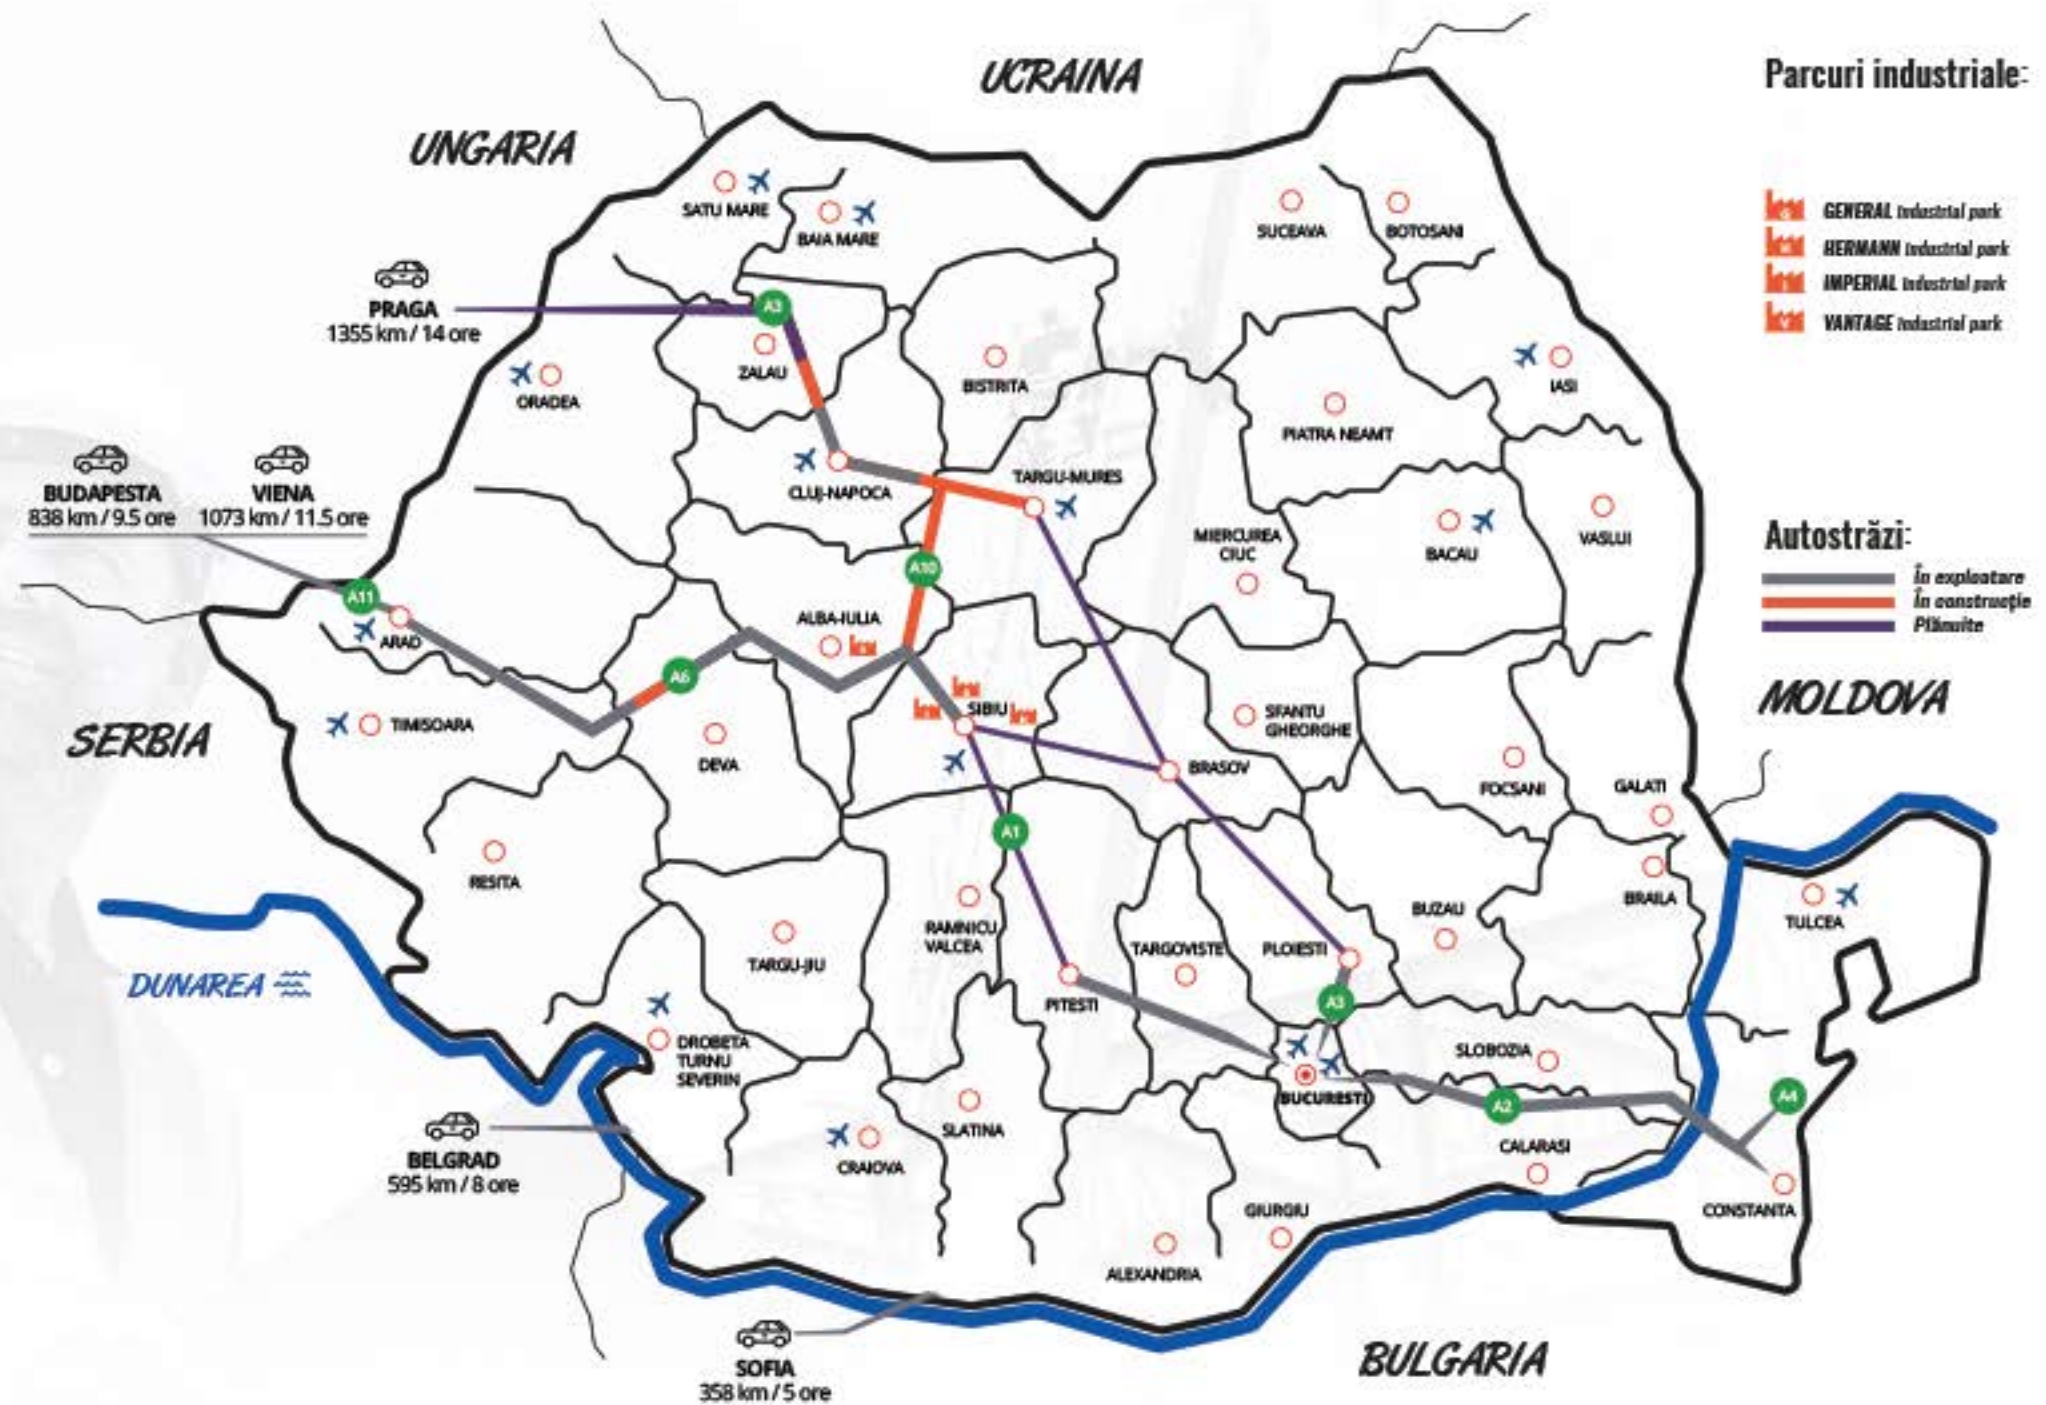 UCRAINA
UNGARIA
Parcuri industriale:
GENERAL industrial park
HERMANN industrial park
IMPERIAL industrial park
VANTAGE industrial park
SATU MARE
BAIA MARE
SUCEAVA
BOTOSANI
PRAGA
1355 km / 14 ore
A3
ZALAU
BISTRITA
IASI
ORADEA
PIATRA NEAMT
BUDAPESTA
838 km / 9.5 ore
VIENA
1073 km / 11.5 ore
CLUJ-NAPOCA
TARGU-MURES
MIERCUREA
CIUC
BACAU
VASLUI
Autostrăzi:
În exploatare
În construcţie
Plănuite
A11
ARAD
A10
ALBA-IULIA
A6
SERBIA
TIMISOARA
DEVA
SIBIU
SFANTU
GHEORGHE
BRASOV
FOCSANI
GALATI
MOLDOVA
A1
RESITA
RAMNICU
VALCEA
TARGU-JIU
TARGOVISTE
PLOIESTI
BUZAU
BRAILA
TULCEA
DUNAREA
PITESTI
A3
DROBETA
TURNU
SEVERIN
SLOBOZIA
BUCURESTI
A2
A4
CALARASI
CONSTANTA
SLATINA
CRAIOVA
BELGRAD
595 km / 8 ore
GIURGIU
ALEXANDRIA
SOFIA
358 km / 5 ore
BULGARIA